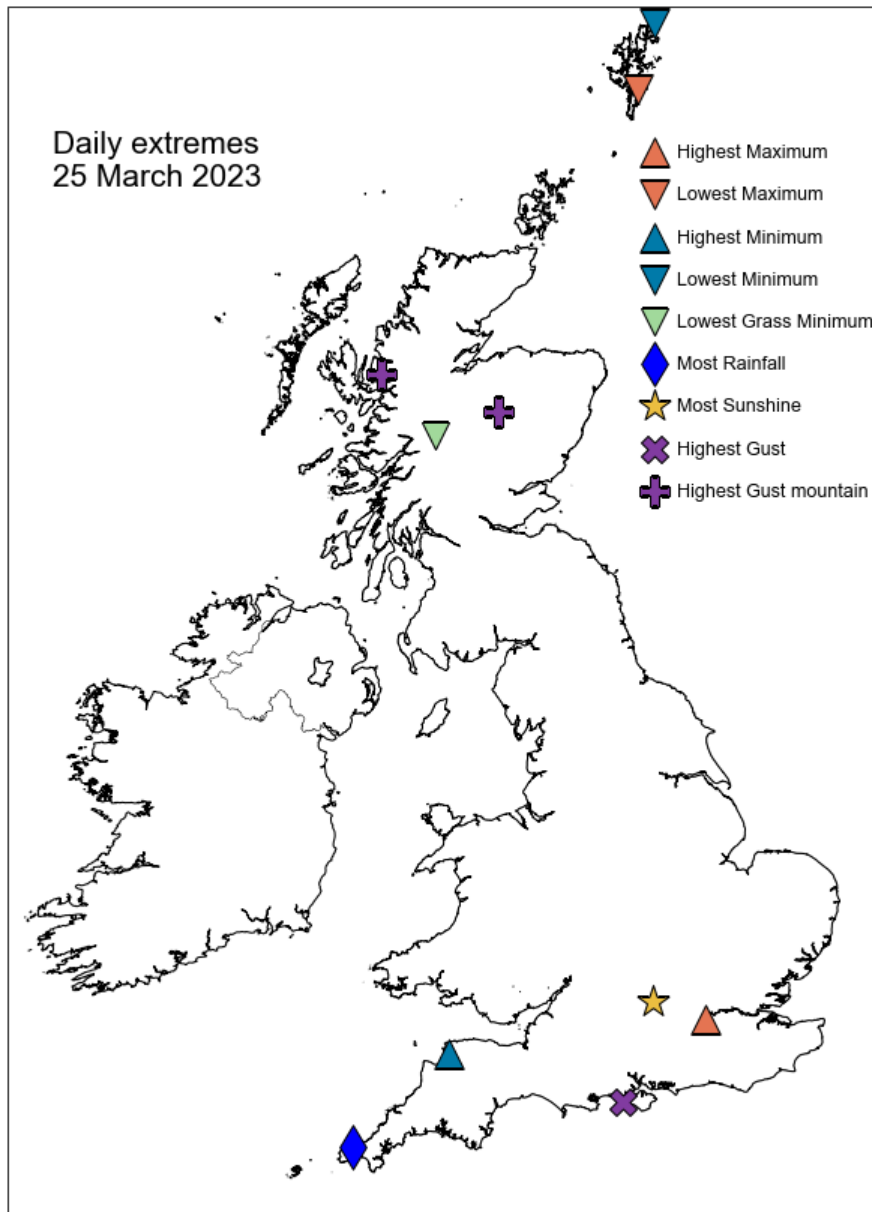 Daily extremes
25 March 2023
Highest Maximum
Lowest Maximum
Highest Minimum
Lowest Minimum
Lowest Grass Minimum
Most Rainfall
Most Sunshine
Highest Gust
Highest Gust mountain